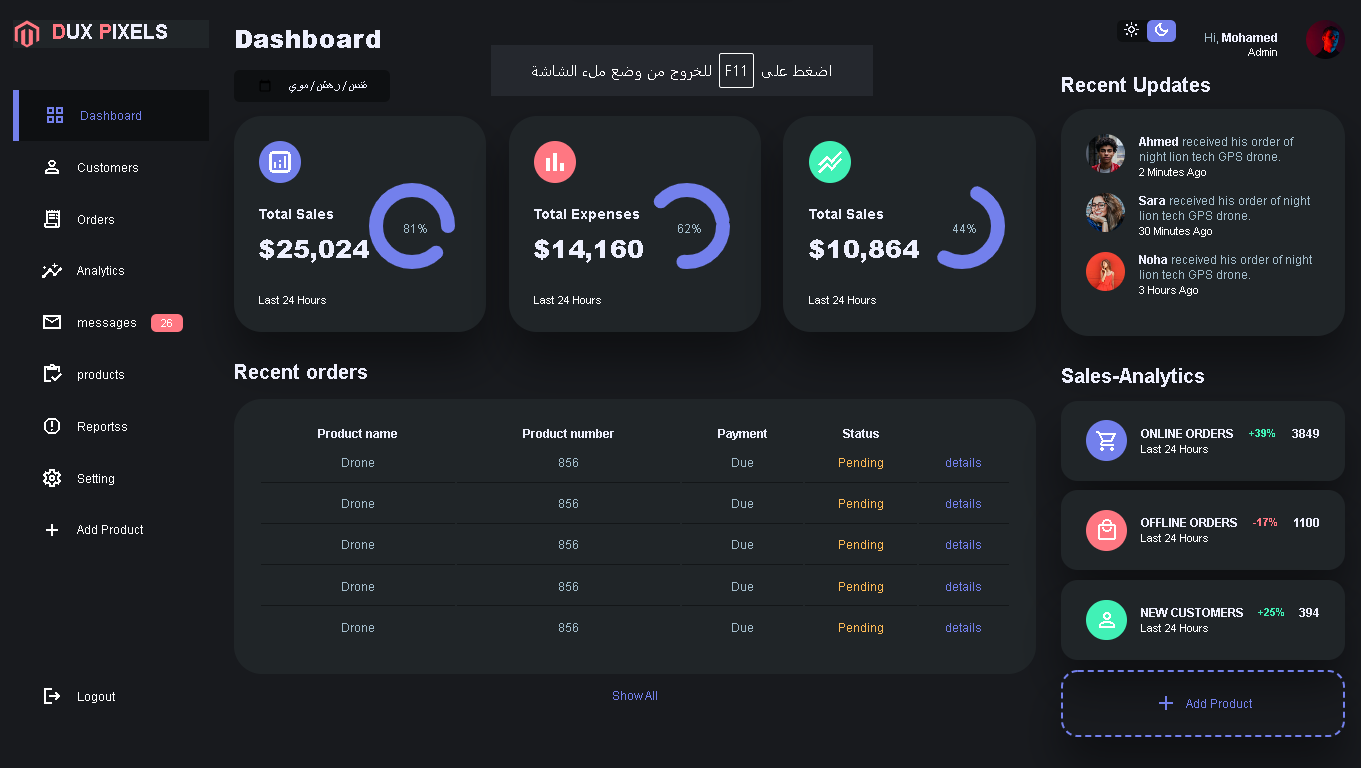 DUX PIXELS
Dashboard
Customers
Orders
Analytics
messages 26
products
Reportss
Setting
Add Product
Logout
Dashboard
اضغط على F11 للخروج من وضع ملء الشاشة
Total Sales
$25,024
81%
Last 24 Hours
Total Expenses
$14,160
62%
Last 24 Hours
Total Sales
$10,864
44%
Last 24 Hours
Recent orders
Product name Product number Payment Status
Drone 856 Due Pending details
Drone 856 Due Pending details
Drone 856 Due Pending details
Drone 856 Due Pending details
Drone 856 Due Pending details
Show All
Hi, Mohamed
Admin
Recent Updates
Ahmed received his order of
night lion tech GPS drone.
2 Minutes Ago
Sara received his order of night
lion tech GPS drone.
30 Minutes Ago
Noha received his order of night
lion tech GPS drone.
3 Hours Ago
Sales-Analytics
ONLINE ORDERS +39% 3849
Last 24 Hours
OFFLINE ORDERS -17% 1100
Last 24 Hours
NEW CUSTOMERS +25% 394
Last 24 Hours
Add Product